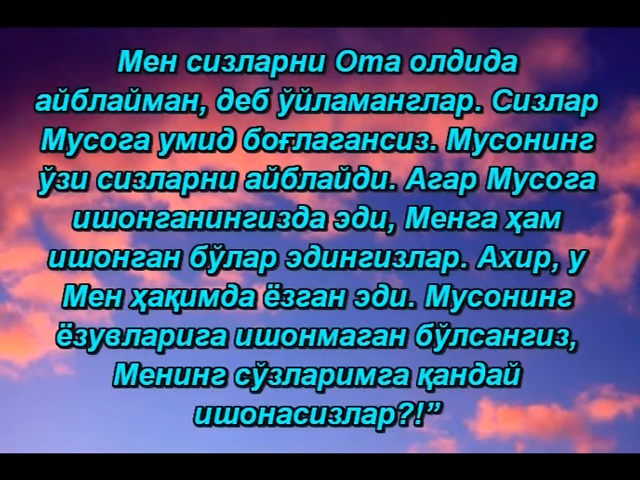 Мен сизларни Ота олдида
айблайман, деб ўйламанглар. Сизлар
Мусога умид боғлагансиз. Мусонинг
ўзи сизларни айблайди. Агар Мусога
ишонганингизда эди, Менга ҳам
ишонган бўлар эдингизлар. Ахир, у
Мен ҳақимда ёзган эди. Мусонинг
ёзувларига ишонмаган бўлсангиз,
Менинг сўзларимга қандай
ишонасизлар?!”